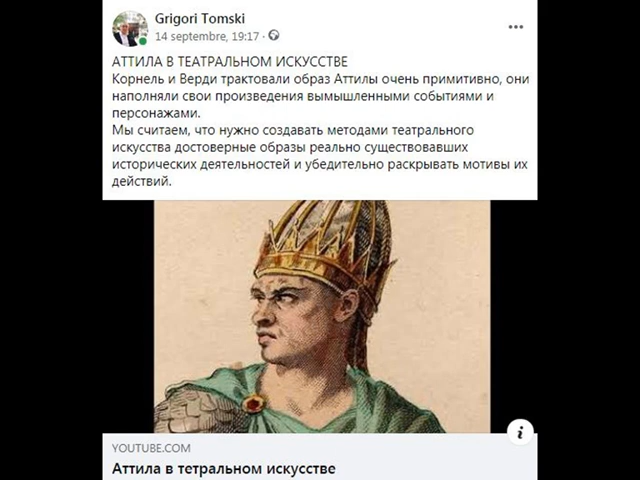 Grigori Tomski
14 septembre, 19:17 ·
АТТИЛА В ТЕАТРАЛЬНОМ ИСКУССТВЕ
Корнель и Верди трактовали образ Аттилы очень примитивно, они
наполняли свои произведения вымышленными событиями и
персонажами.
Мы считаем, что нужно создавать методами театрального
искусства достоверные образы реально существовавших
исторических деятельностей и убедительно раскрывать мотивы их
действий.
YOUTUBE.COM
Аттила в тетральном искусстве